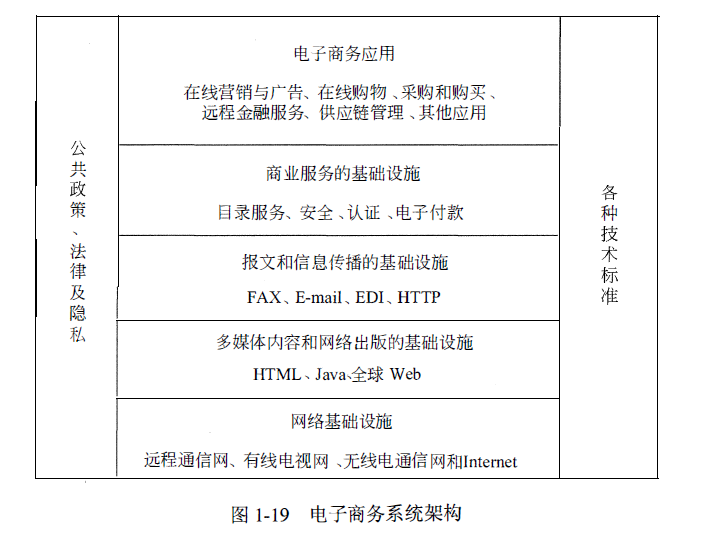 公共政策、法律及隐私
电子商务应用
在线营销与广告、在线购物、采购和购买、
远程金融服务、供应链管理、其他应用
商业服务的基础设施
目录服务、安全、认证、电子付款
报文和信息传播的基础设施
FAX、E-mail、EDI、HTTP
多媒体内容和网络出版的基础设施
HTML、Java、全球 Web
网络基础设施
远程通信网、有线电视网、无线电通信网和Internet
各种技术标准
图 1-19 电子商务系统架构